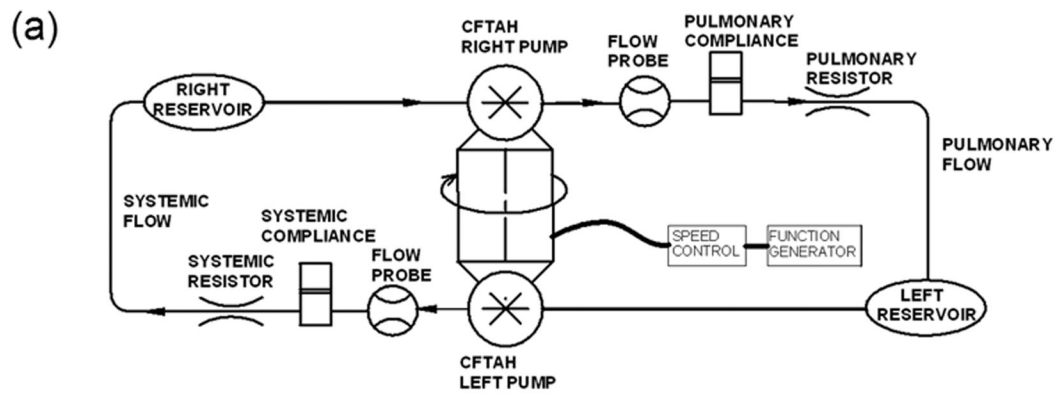 (a)
CFTAH
RIGHT PUMP
FLOW
PROBE
PULMONARY
COMPLIANCE
PULMONARY
RESISTOR
RIGHT
RESERVOIR
PULMONARY
FLOW
SYSTEMIC
FLOW
SYSTEMIC
COMPLIANCE
SYSTEMIC
RESISTOR
FLOW
PROBE
SPEED
CONTROL
FUNCTION
GENERATOR
LEFT
RESERVOIR
CFTAH
LEFT PUMP